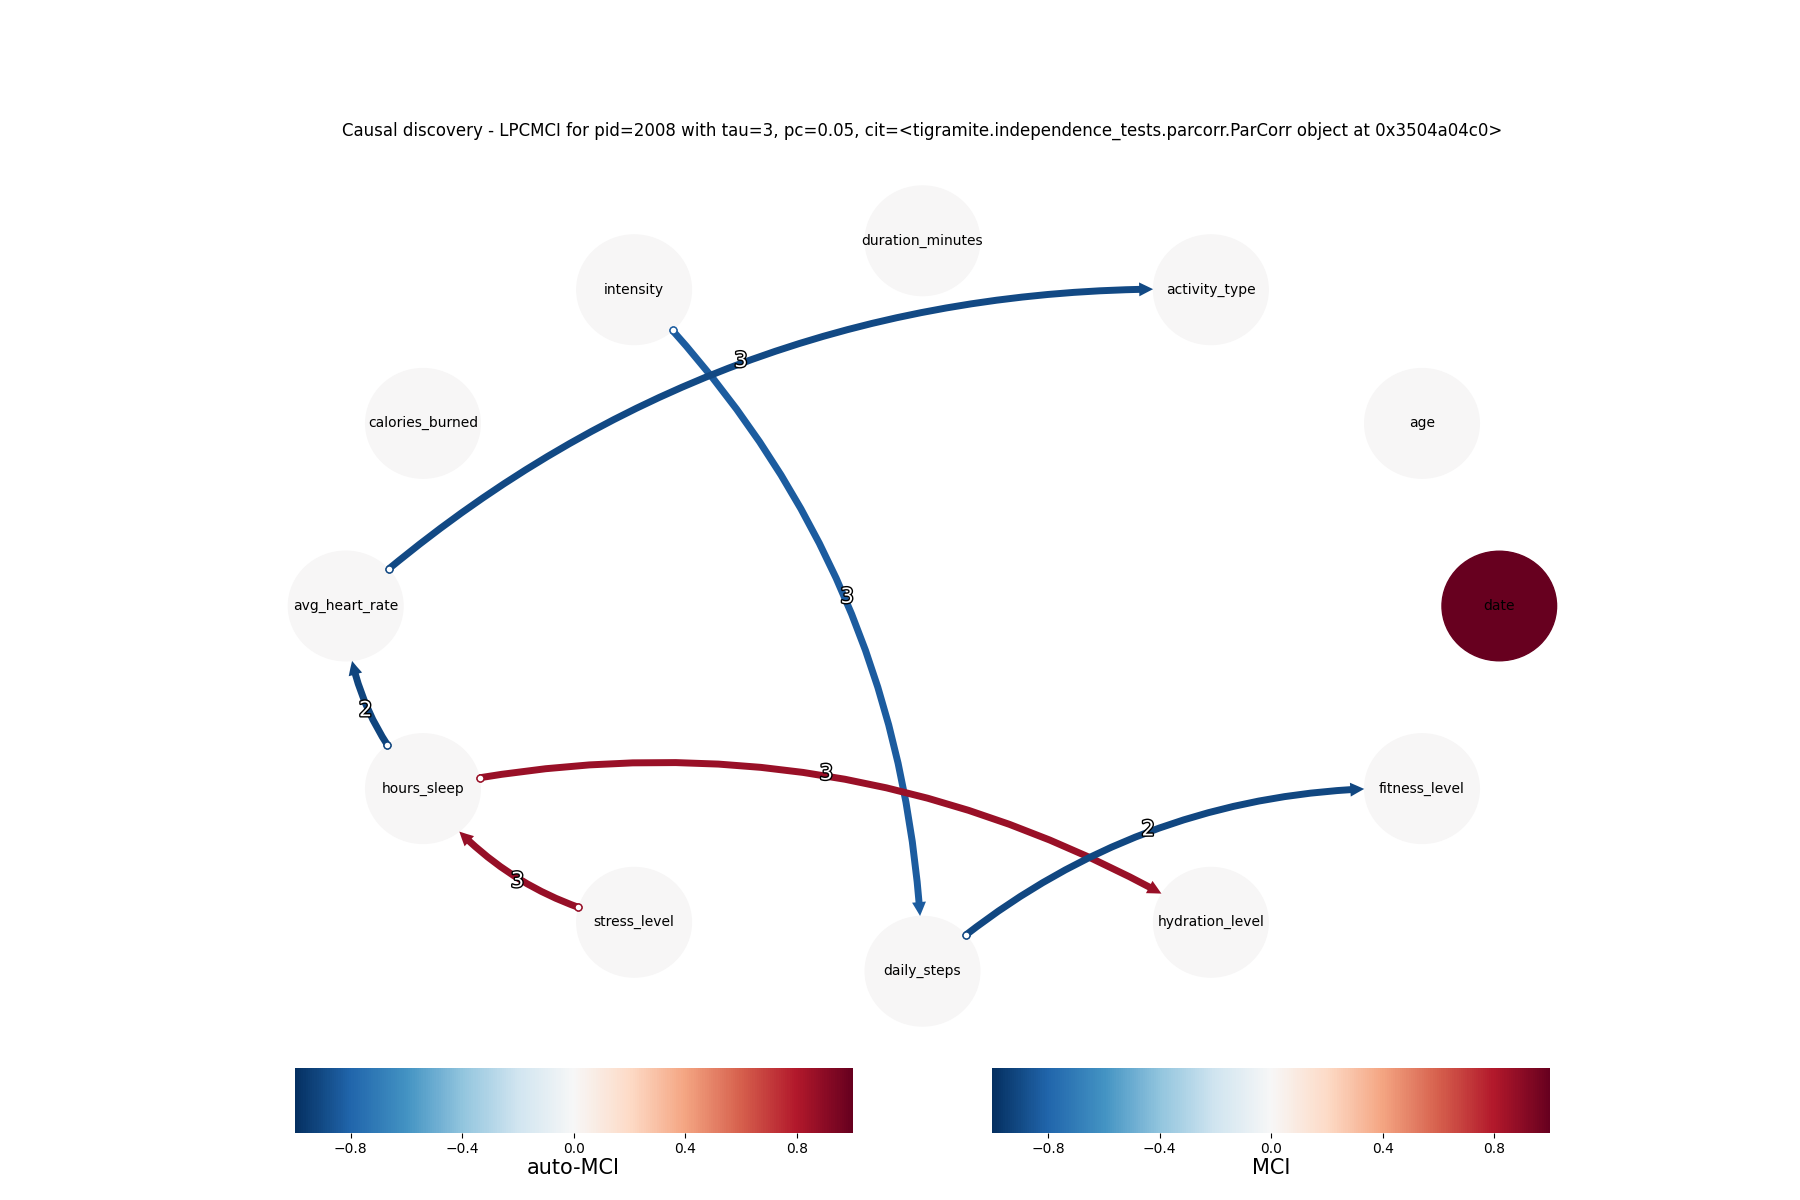 Causal discovery - LPCMCI for pid=2008 with tau=3, pc=0.05, cit=<tigramite.independence_tests.parcorr.ParCorr object at 0x3504a04c0>
duration_minutes
intensity
activity_type
3
calories_burned
age
3
avg_heart_rate
date
2
3
hours_sleep
fitness_level
2
3
stress_level
hydration_level
daily_steps
−0.8 −0.4 0.0 0.4 0.8
auto-MCI
−0.8 −0.4 0.0 0.4 0.8
MCI